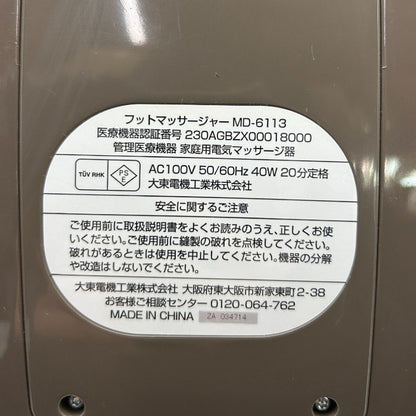 フットマッサージャー MD-6113
医療機器認証番号 230AGBZX00018000
管理医療機器 家庭用電気マッサージ器
TÜV RHK
PS
E
AC100V 50/60Hz 40W 20分定格
大東電機工業株式会社
安全に関するご注意
ご使用前に取扱説明書をよくお読みのうえ、正しくお使
いください。ご使用前に縫製の破れを点検してください。
破れがあるときは使用を中止してください。機器の分解
や改造はしないでください。
大東電機工業株式会社 大阪府東大阪市新家東町2-38
お客様ご相談センター 0120-064-762
MADE IN CHINA ZA 034714